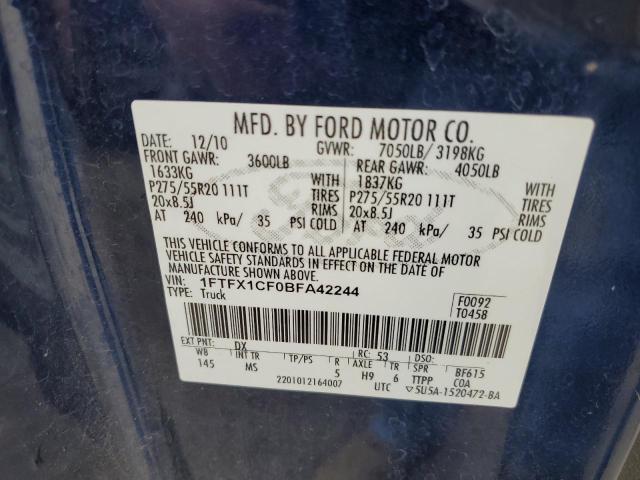 MFD. BY FORD MOTOR CO.
DATE: 12/10 GVWR: 7050LB/ 3198KG
FRONT GAWR: 3600LB REAR GAWR: 4050LB
1633KG WITH 1837KG WITH
P275/55R20 111T TIRES P275/55R20 111T TIRES
20x8.5J RIMS 20x8.5J RIMS
AT 240 kPa/ 35 PSI COLD AT 240 kPa/ 35 PSI COLD
THIS VEHICLE CONFORMS TO ALL APPLICABLE FEDERAL MOTOR
VEHICLE SAFETY STANDARDS IN EFFECT ON THE DATE OF
MANUFACTURE SHOWN ABOVE.
VIN: 1FTFX1CF0BFA42244 F0092
TYPE: Truck T0458
EXT PNT: DX RC: 53 DSO:
WB INT TR TP/PS R AXLE TR SPR BF615
145 MS 5 H9 6 TTPP COA
2201012164007 UTC 5U5A-1520472-BA